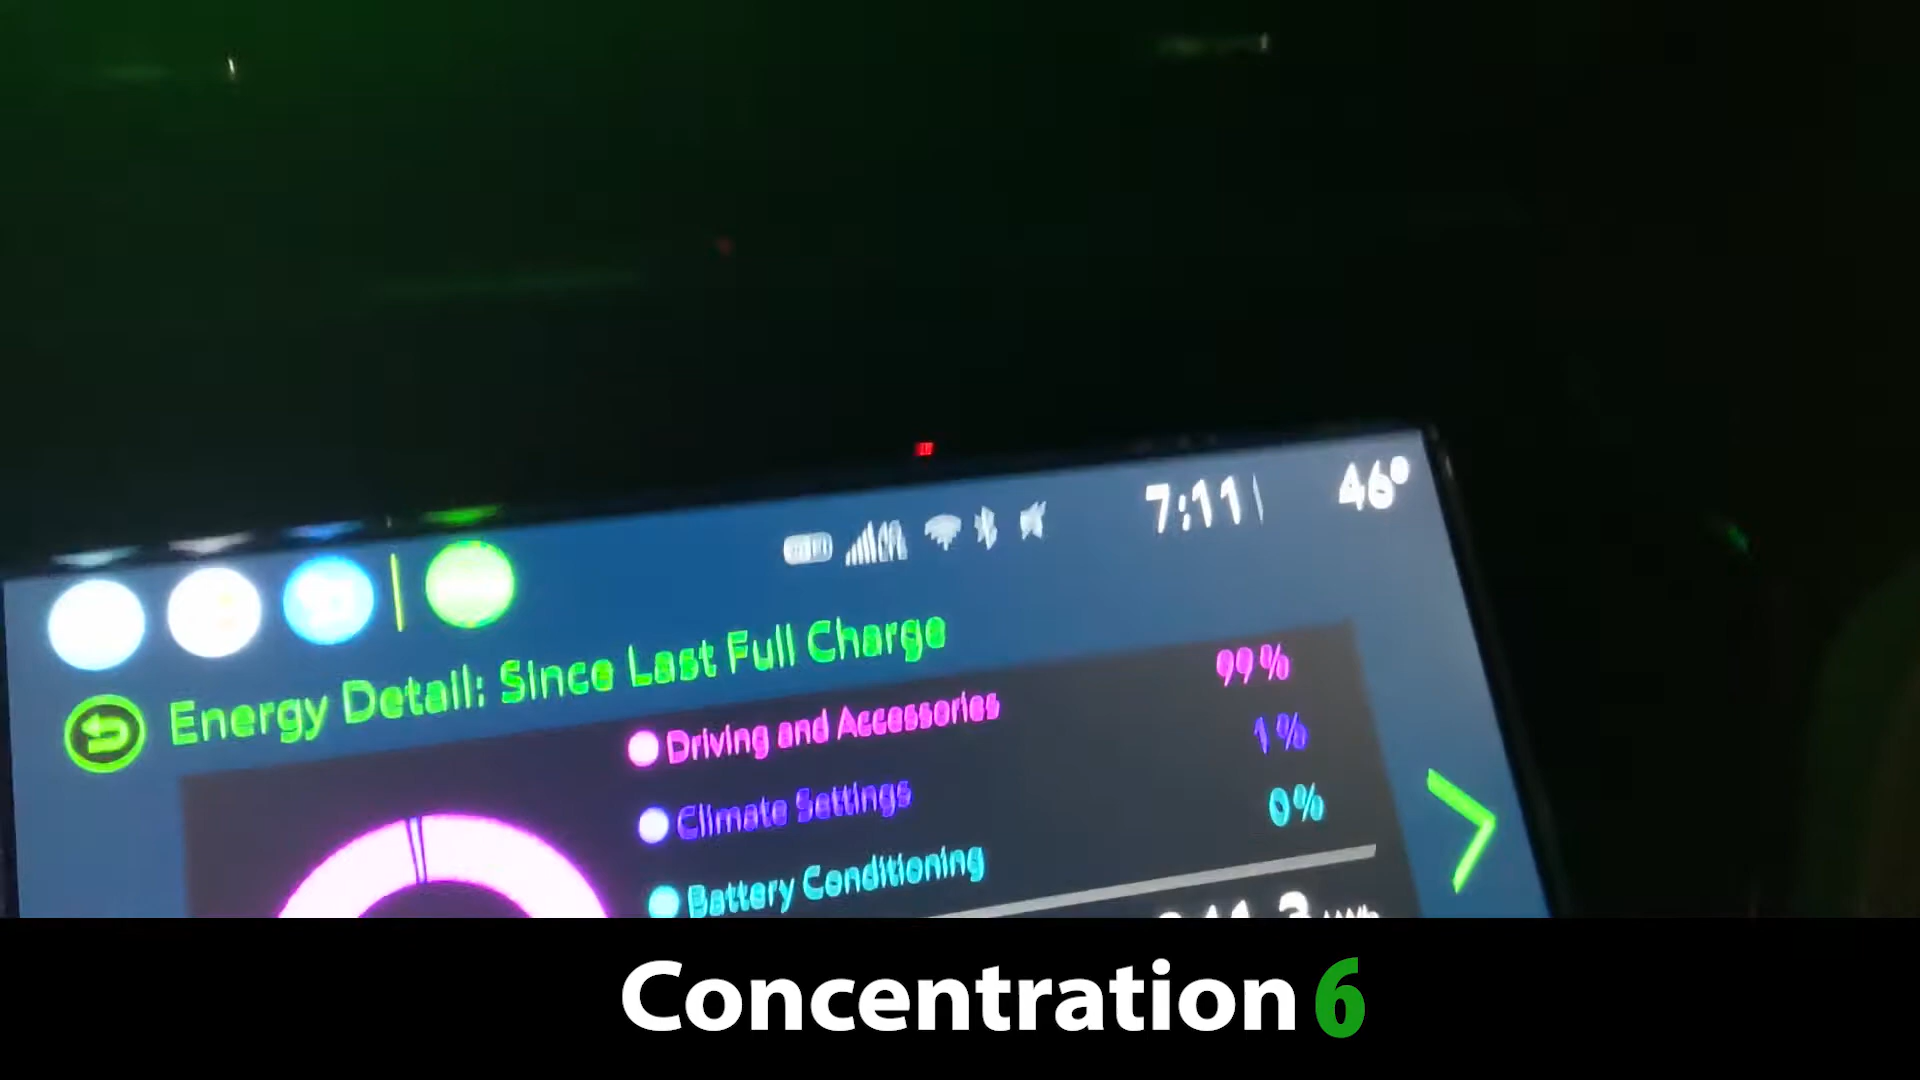 7:11 46°
Energy Detail: Since Last Full Charge
Driving and Accessories 99%
Climate Settings 1%
Battery Conditioning 0%
Concentration 6